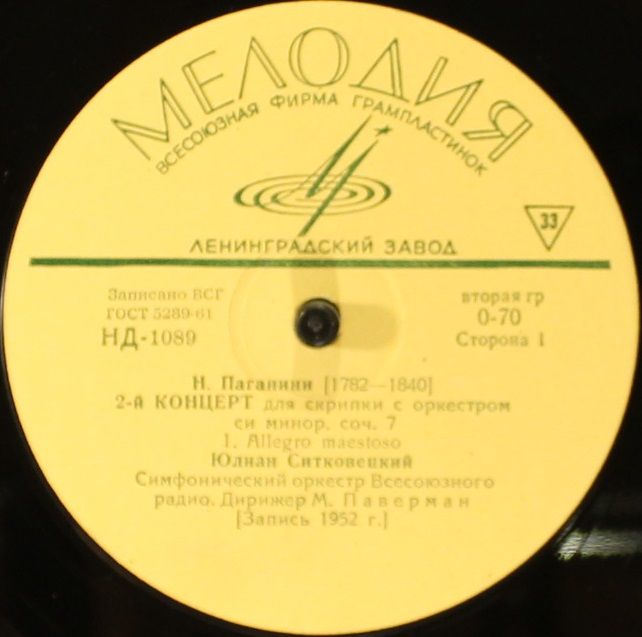 МЕЛОДИЯ
ВСЕСОЮЗНАЯ ФИРМА ГРАМПЛАСТИНОК
33
ЛЕНИНГРАДСКИЙ ЗАВОД
Записано ВСГ
ГОСТ 5289-61
НД-1089
вторая гр
0-70
Сторона 1
Н. Паганини [1782—1840]
2-й КОНЦЕРТ для скрипки с оркестром
си минор, соч. 7
1. Allegro maestoso
Юлиан Ситковецкий
Симфонический оркестр Всесоюзного
радио. Дирижер М. Паверман
[Запись 1952 г.]